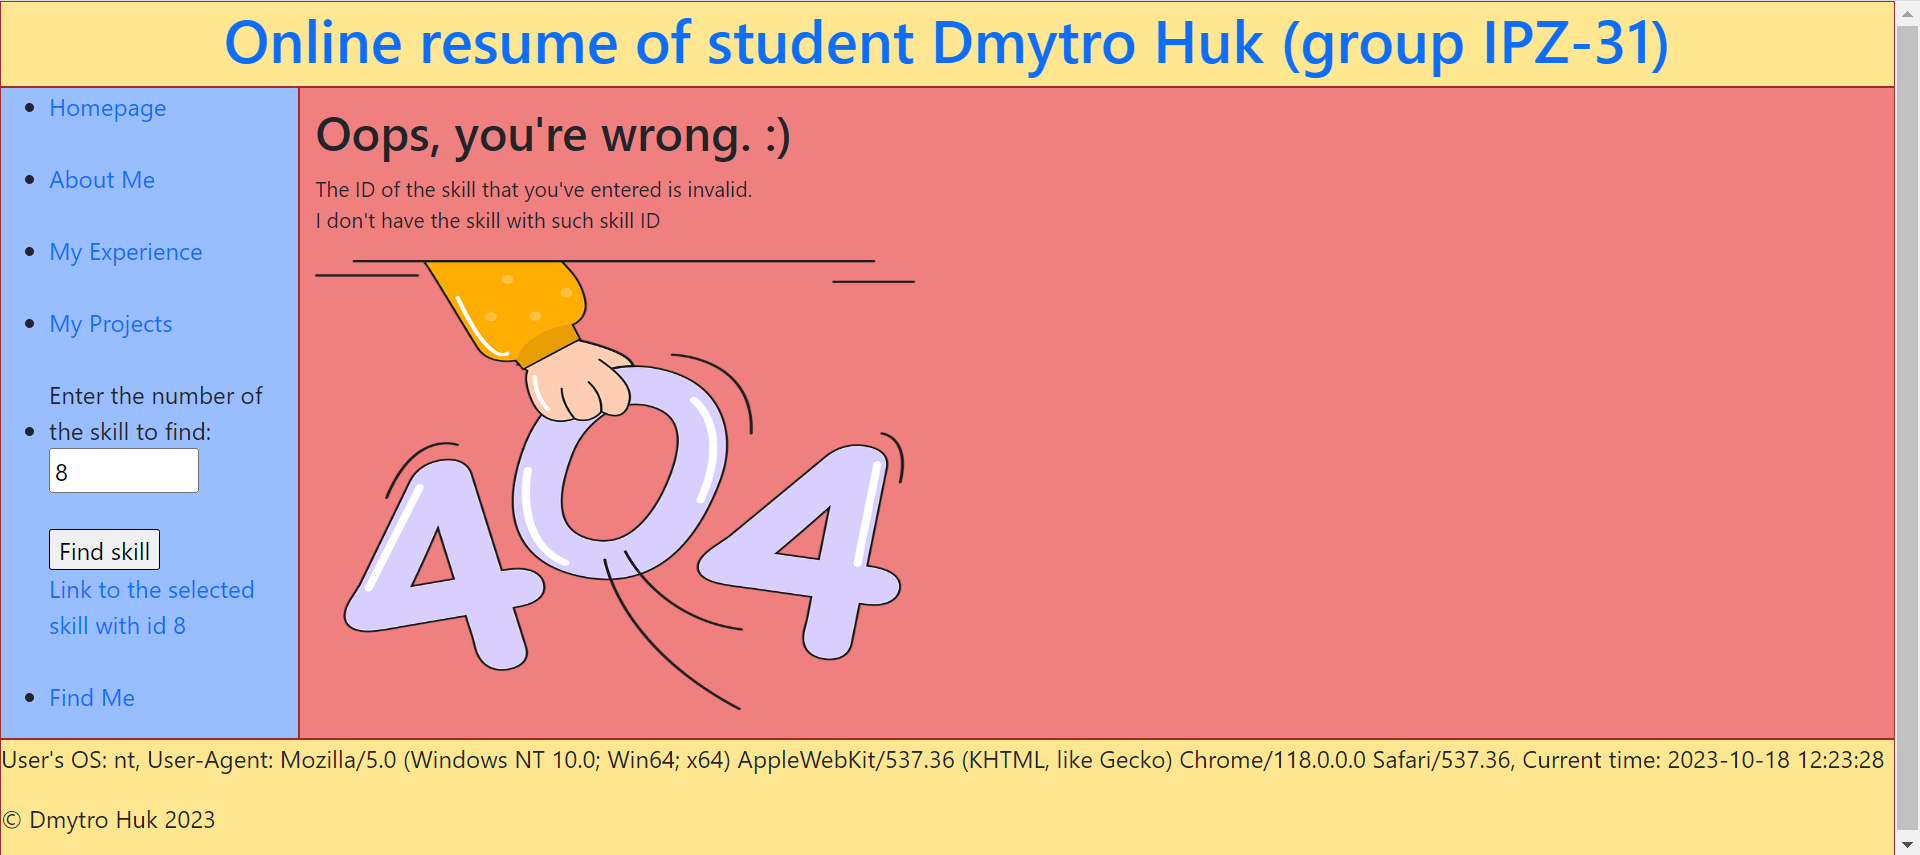 Online resume of student Dmytro Huk (group IPZ-31)
Homepage
About Me
My Experience
My Projects
Enter the number of
the skill to find:
8
Find skill
Link to the selected
skill with id 8
Find Me
Oops, you're wrong. :)
The ID of the skill that you've entered is invalid.
I don't have the skill with such skill ID
404
User's OS: nt, User-Agent: Mozilla/5.0 (Windows NT 10.0; Win64; x64) AppleWebKit/537.36 (KHTML, like Gecko) Chrome/118.0.0.0 Safari/537.36, Current time: 2023-10-18 12:23:28
© Dmytro Huk 2023